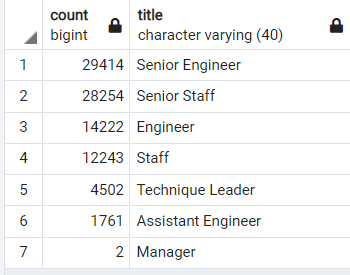 count title
bigint character varying (40)
1 29414 Senior Engineer
2 28254 Senior Staff
3 14222 Engineer
4 12243 Staff
5 4502 Technique Leader
6 1761 Assistant Engineer
7 2 Manager